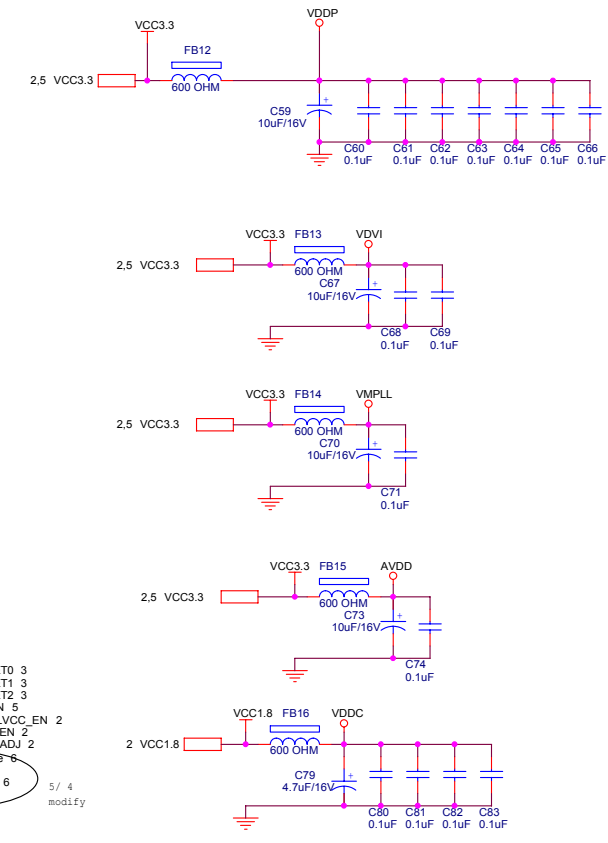 VDDP
VCC3.3
FB12
2,5 VCC3.3
600 OHM
C59
10uF/16V
+
C60 C61 C62 C63 C64 C65 C66
0.1uF 0.1uF 0.1uF 0.1uF 0.1uF 0.1uF 0.1uF
VCC3.3 FB13 VDVI
2,5 VCC3.3
600 OHM
C67
10uF/16V
+
C68 C69
0.1uF 0.1uF
VCC3.3 FB14 VMPLL
2,5 VCC3.3
600 OHM
C70
10uF/16V
+
C71
0.1uF
VCC3.3 FB15 AVDD
2,5 VCC3.3
600 OHM
C73
10uF/16V
+
C74
0.1uF
T0 3
T1 3
T2 3
N 5
VCC_EN 2
EN 2
ADJ 2
e 6
6
5/ 4
modify
VCC1.8 FB16 VDDC
2 VCC1.8
600 OHM
C79
4.7uF/16V
+
C80 C81 C82 C83
0.1uF 0.1uF 0.1uF 0.1uF